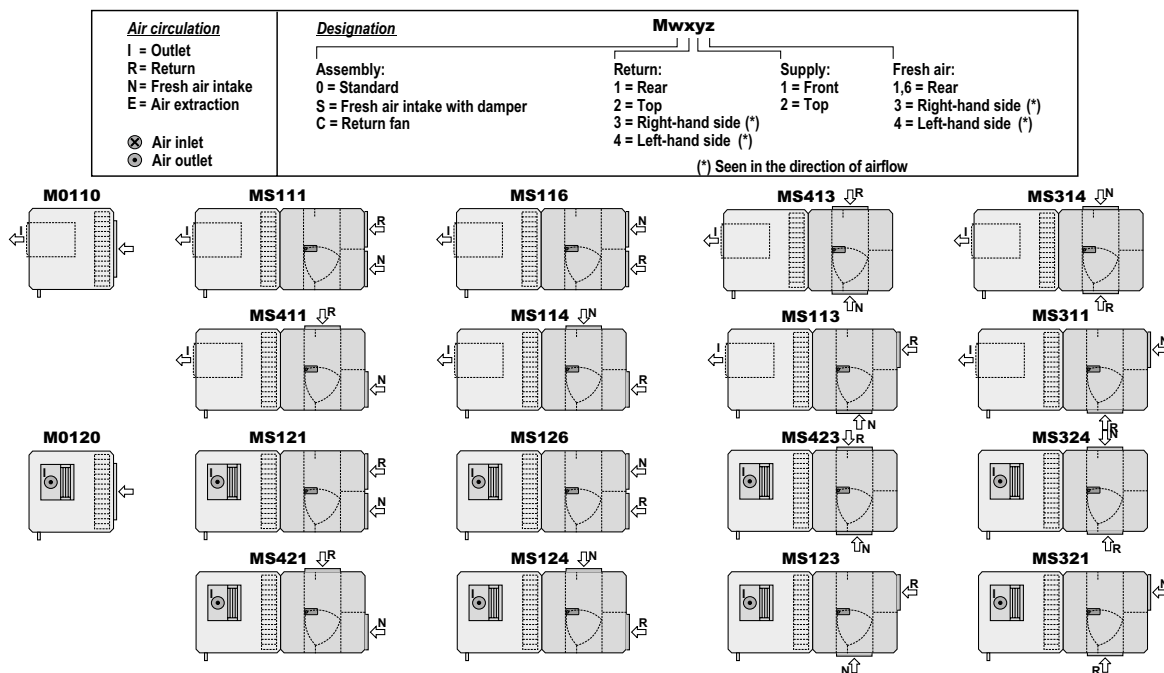 Air circulation
I = Outlet
R = Return
N = Fresh air intake
E = Air extraction
Air inlet
Air outlet
Designation
Mwxyz
Assembly:
0 = Standard
S = Fresh air intake with damper
C = Return fan
Return:
1 = Rear
2 = Top
3 = Right-hand side (*)
4 = Left-hand side (*)
Supply:
1 = Front
2 = Top
Fresh air:
1,6 = Rear
3 = Right-hand side (*)
4 = Left-hand side (*)
(*) Seen in the direction of airflow
M0110 MS111 MS116 MS413 MS314
R N
I I R I N I I
N R
N R
MS411 MS114 MS113 MS311
R N
I I I R I N
N R
N R
M0120 MS121 MS126 MS423 MS324
R N
I I R I N I I
N R
N R
MS421 MS124 MS123 MS321
R N
I I I R I N
N R
N R